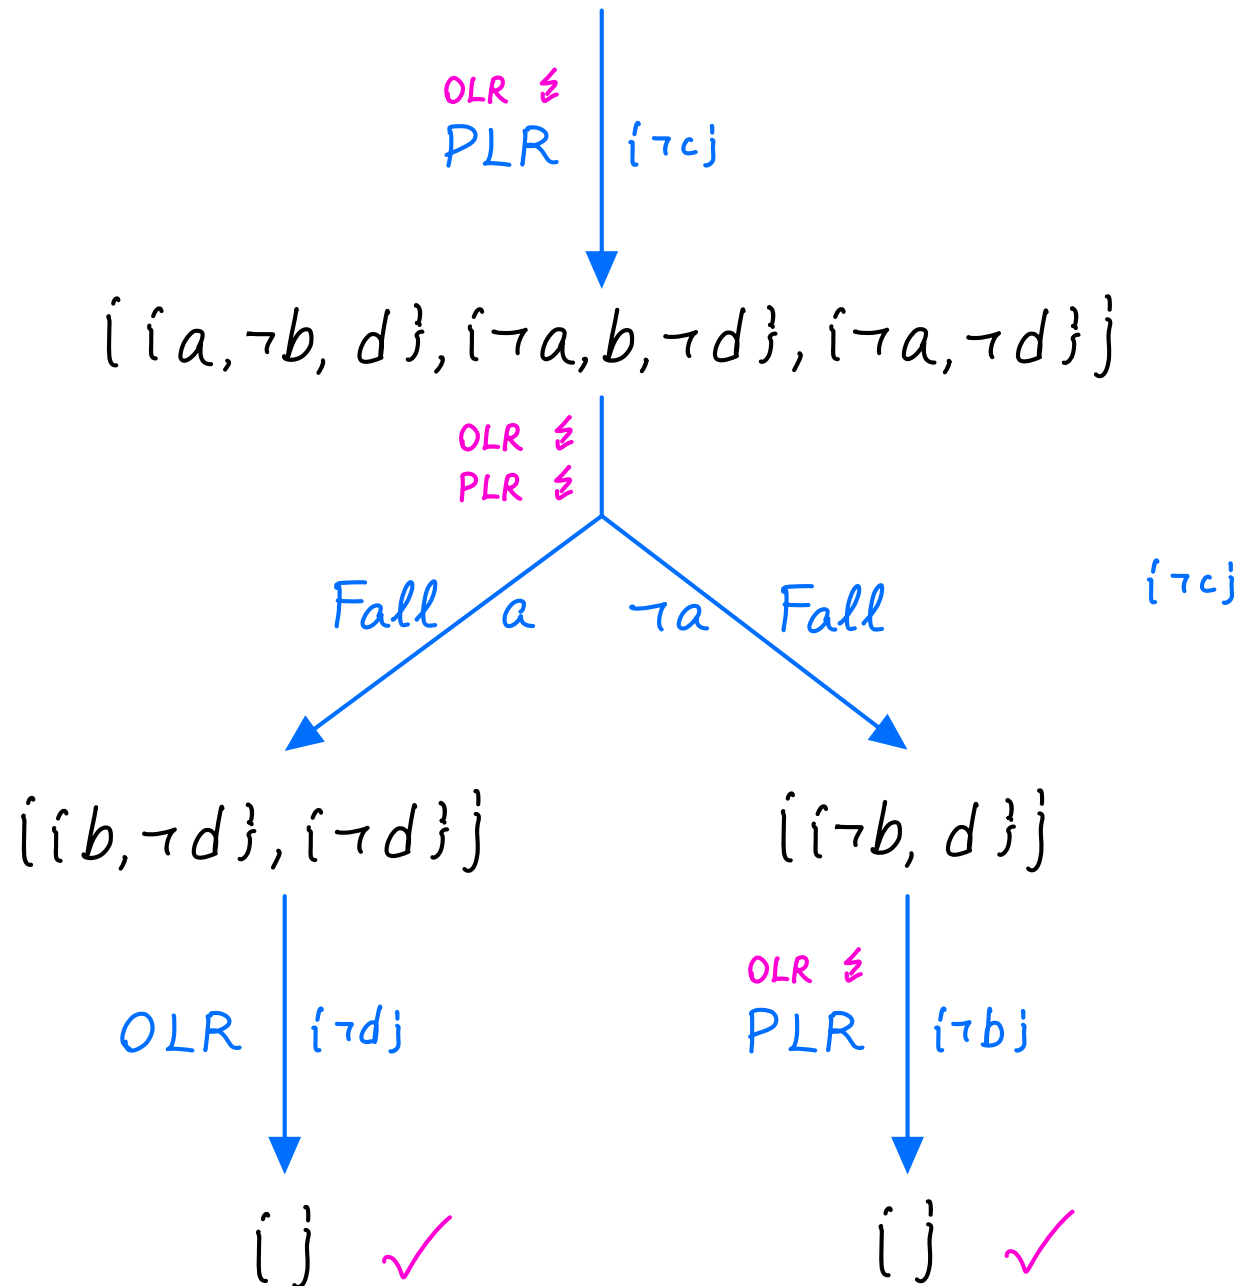 OLR ↯
PLR {¬c}
{{a,¬b, d},{¬a,b,¬d},{¬a,¬d}}
OLR ↯
PLR ↯
{¬c}
Fall a ¬a Fall
{{b,¬d},{¬d}} {{¬b, d}}
OLR ↯
OLR {¬d} PLR {¬b}
{} ✓ {} ✓